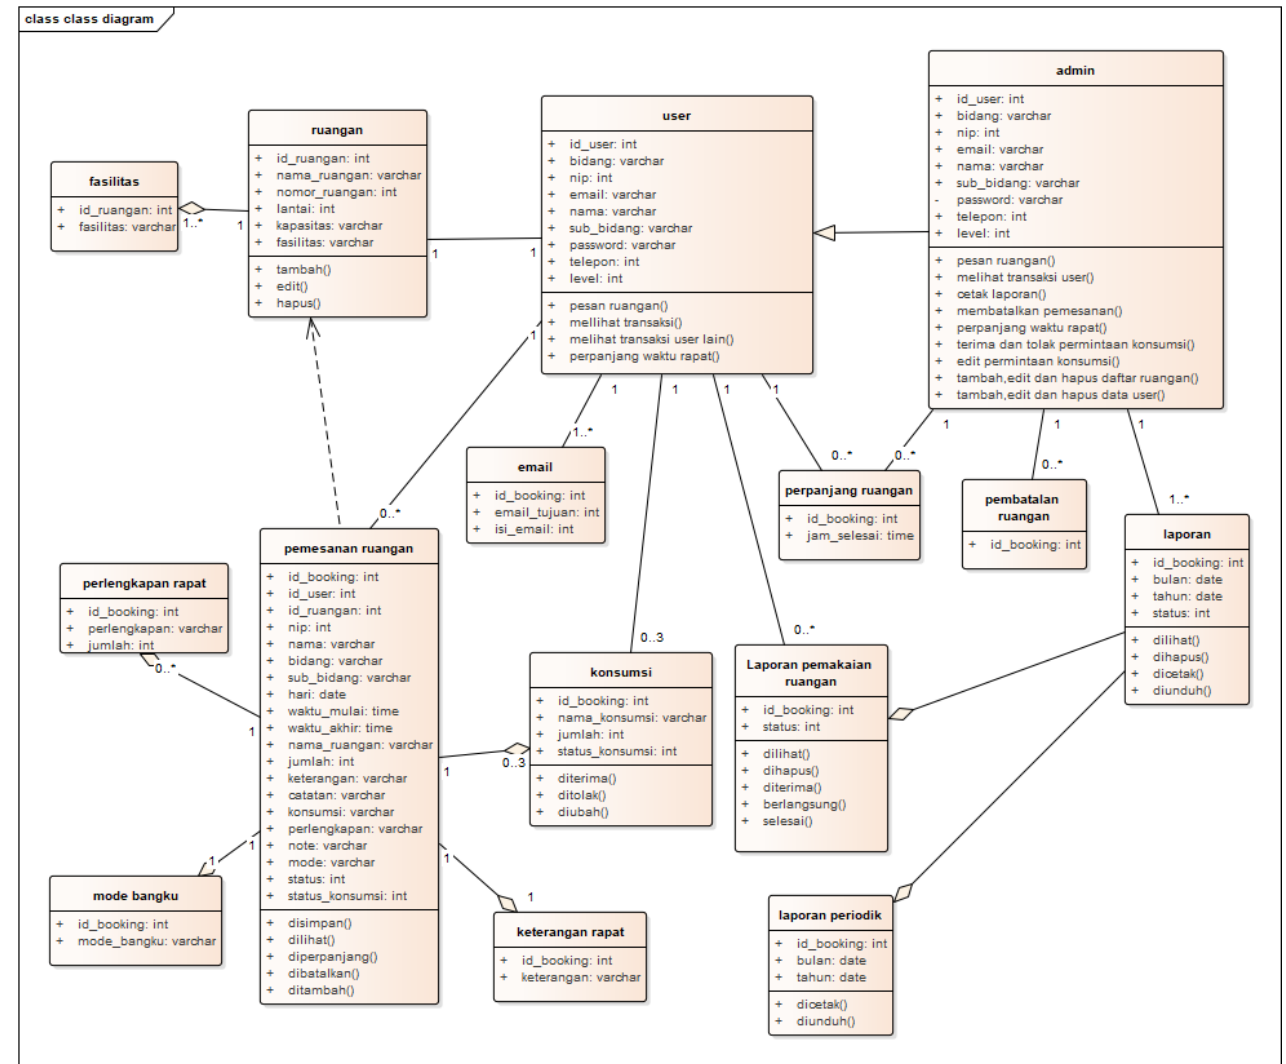 class class diagram
fasilitas
+ id_ruangan: int
+ fasilitas: varchar
1..*
1
ruangan
+ id_ruangan: int
+ nama_ruangan: varchar
+ nomor_ruangan: int
+ lantai: int
+ kapasitas: varchar
+ fasilitas: varchar
+ tambah()
+ edit()
+ hapus()
1
1
user
+ id_user: int
+ bidang: varchar
+ nip: int
+ email: varchar
+ nama: varchar
+ sub_bidang: varchar
+ password: varchar
+ telepon: int
+ level: int
+ pesan ruangan()
+ mellihat transaksi()
+ melihat transaksi user lain()
+ perpanjang waktu rapat()
1
1
1
1
1
admin
+ id_user: int
+ bidang: varchar
+ nip: int
+ email: varchar
+ nama: varchar
+ sub_bidang: varchar
- password: varchar
+ telepon: int
+ level: int
+ pesan ruangan()
+ melihat transaksi user()
+ cetak laporan()
+ membatalkan pemesanan()
+ perpanjang waktu rapat()
+ terima dan tolak permintaan konsumsi()
+ edit permintaan konsumsi()
+ tambah,edit dan hapus daftar ruangan()
+ tambah,edit dan hapus data user()
1
1
1
1..*
email
+ id_booking: int
+ email_tujuan: int
+ isi_email: int
0..*
0..*
perpanjang ruangan
+ id_booking: int
+ jam_selesai: time
0..*
pembatalan
ruangan
+ id_booking: int
1..*
laporan
+ id_booking: int
+ bulan: date
+ tahun: date
+ status: int
+ dilihat()
+ dihapus()
+ dicetak()
+ diunduh()
0..*
pemesanan ruangan
+ id_booking: int
+ id_user: int
+ id_ruangan: int
+ nip: int
+ nama: varchar
+ bidang: varchar
+ sub_bidang: varchar
+ hari: date
+ waktu_mulai: time
+ waktu_akhir: time
+ nama_ruangan: varchar
+ jumlah: int
+ keterangan: varchar
+ catatan: varchar
+ konsumsi: varchar
+ perlengkapan: varchar
+ note: varchar
+ mode: varchar
+ status: int
+ status_konsumsi: int
+ disimpan()
+ dilihat()
+ diperpanjang()
+ dibatalkan()
+ ditambah()
perlengkapan rapat
+ id_booking: int
+ perlengkapan: varchar
+ jumlah: int
0..*
1
0..3
konsumsi
+ id_booking: int
+ nama_konsumsi: varchar
+ jumlah: int
+ status_konsumsi: int
+ diterima()
+ ditolak()
+ diubah()
1
0..3
0..*
Laporan pemakaian
ruangan
+ id_booking: int
+ status: int
+ dilihat()
+ dihapus()
+ diterima()
+ berlangsung()
+ selesai()
1
1
mode bangku
+ id_booking: int
+ mode_bangku: varchar
1
1
keterangan rapat
+ id_booking: int
+ keterangan: varchar
laporan periodik
+ id_booking: int
+ bulan: date
+ tahun: date
+ dicetak()
+ diunduh()